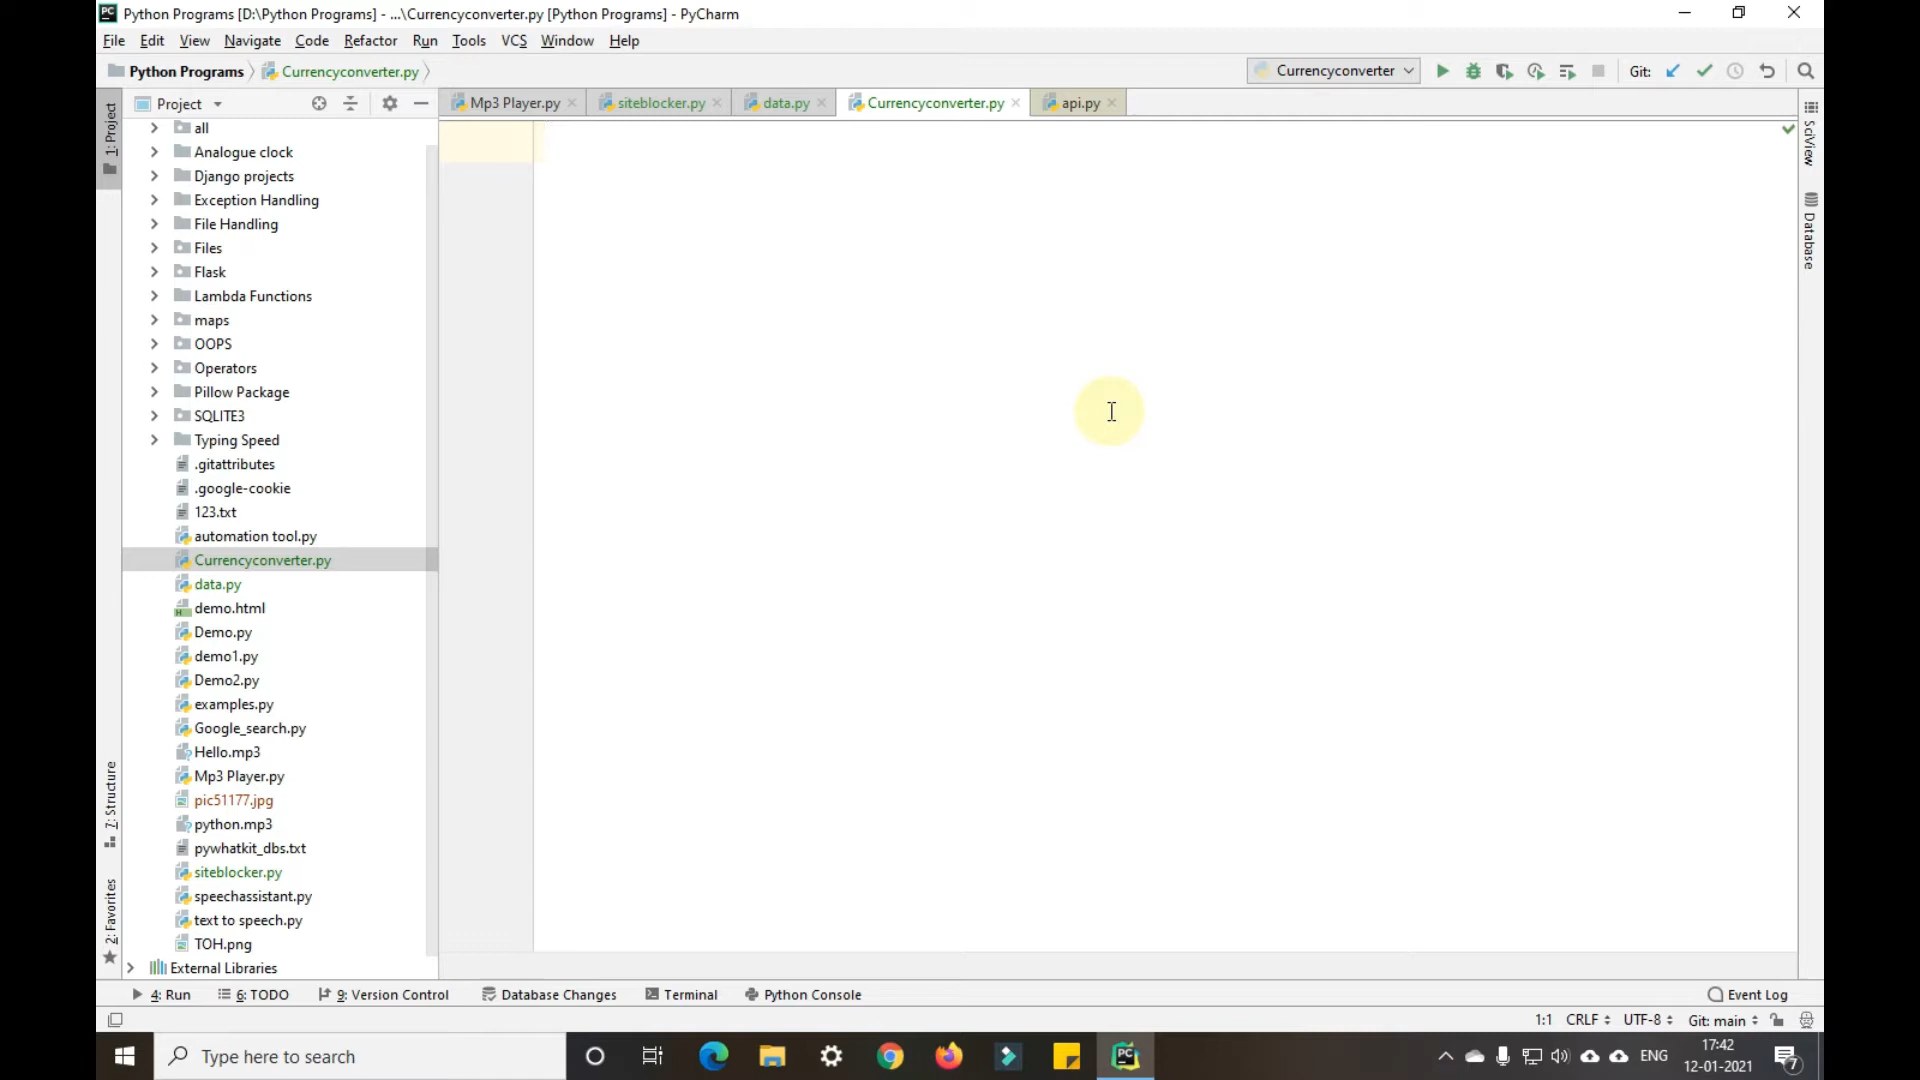 PC Python Programs [D:\Python Programs] - ...\Currencyconverter.py [Python Programs] - PyCharm
File Edit View Navigate Code Refactor Run Tools VCS Window Help
Python Programs Currencyconverter.py Currencyconverter Git:
1: Project
Project
Mp3 Player.py siteblocker.py data.py Currencyconverter.py api.py
SciView
Database
all
Analogue clock
Django projects
Exception Handling
File Handling
Files
Flask
Lambda Functions
maps
OOPS
Operators
Pillow Package
SQLITE3
Typing Speed
.gitattributes
.google-cookie
123.txt
automation tool.py
Currencyconverter.py
data.py
demo.html
Demo.py
demo1.py
Demo2.py
examples.py
Google_search.py
Hello.mp3
Mp3 Player.py
pic51177.jpg
python.mp3
pywhatkit_dbs.txt
siteblocker.py
speechassistant.py
text to speech.py
TOH.png
External Libraries
7: Structure
2: Favorites
4: Run 6: TODO 9: Version Control Database Changes Terminal Python Console Event Log
1:1 CRLF UTF-8 Git: main
Type here to search PC ENG
17:42
12-01-2021
7